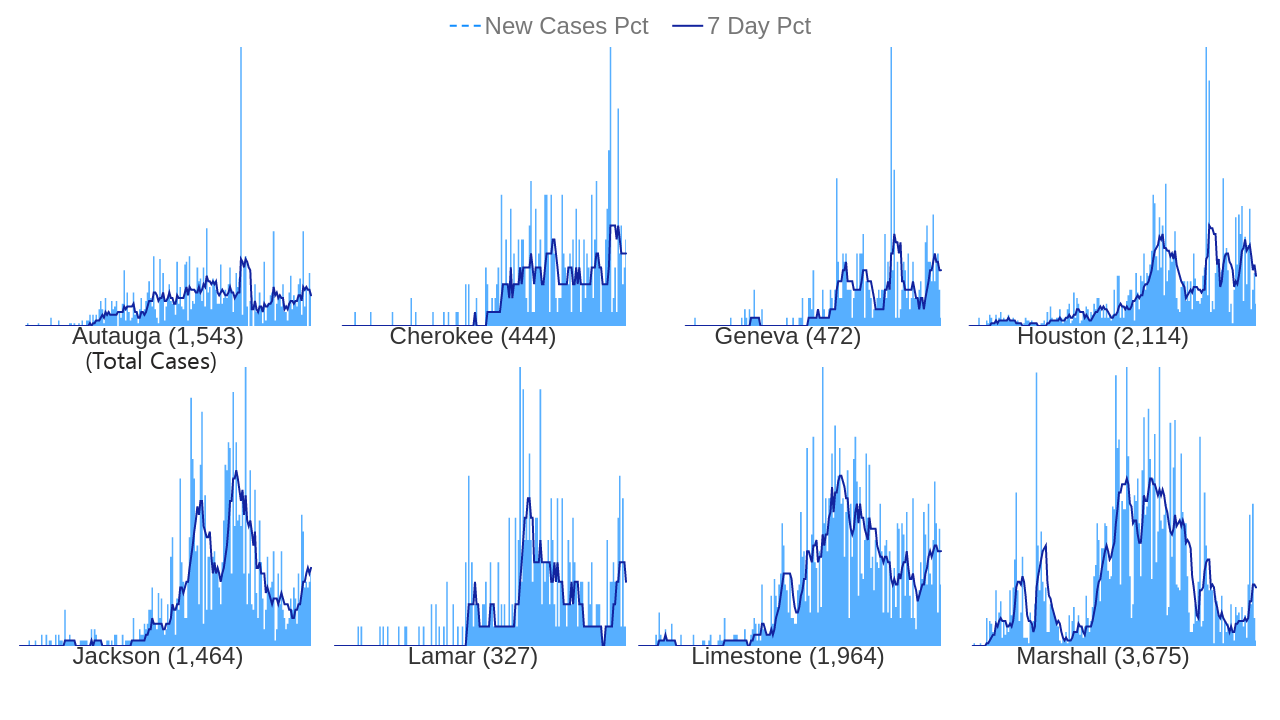 New Cases Pct 7 Day Pct
Autauga (1,543) Cherokee (444) Geneva (472) Houston (2,114)
(Total Cases)
Jackson (1,464) Lamar (327) Limestone (1,964) Marshall (3,675)